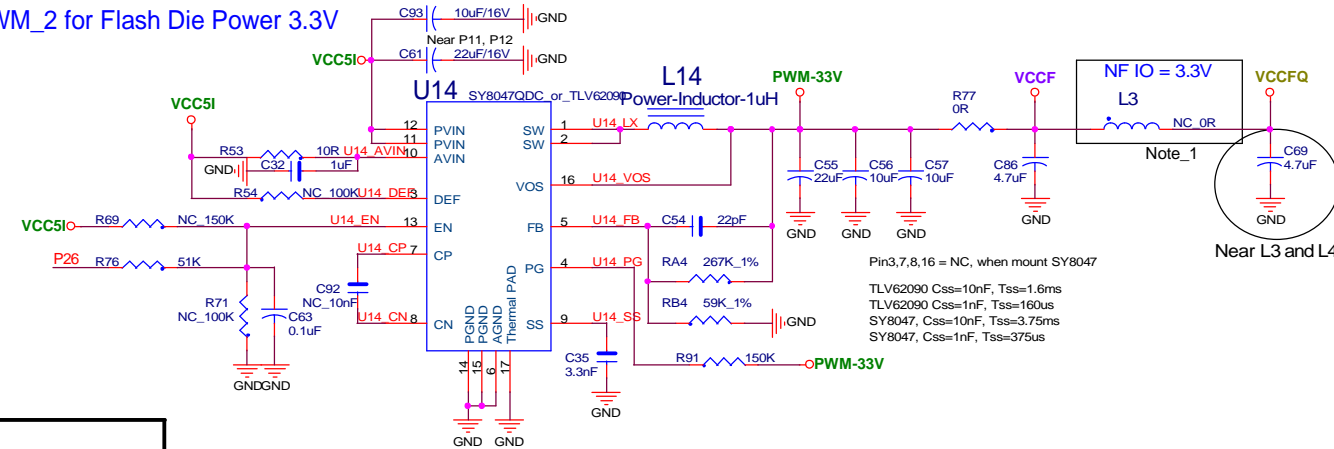 WM_2 for Flash Die Power 3.3V
C93 10uF/16V GND
Near P11, P12
VCC5I C61 22uF/16V GND
U14 SY8047QDC_or_TLV62090
L14
Power-Inductor-1uH
PWM-33V
VCCF
NF IO = 3.3V
VCCFQ
R77
0R
L3
NC_0R
Note_1
VCC5I
R53 10R U14_AVIN
GND C32 1uF
R54 NC_100K U14_DEF
VCC5I R69 NC_150K U14_EN
P26 R76 51K
R71
NC_100K
C63
0.1uF
GND GND
U14_CP
C92
NC_10nF
U14_CN
12 PVIN
11 PVIN
10 AVIN
3 DEF
13 EN
7 CP
8 CN
SW 1 U14_LX
SW 2
VOS 16 U14_VOS
FB 5 U14_FB
PG 4 U14_PG
SS 9 U14_SS
PGND 14
PGND 15
AGND 6
Thermal PAD 17
GND GND
C54 22pF
RA4 267K_1%
RB4 59K_1%
GND
R91 150K PWM-33V
C35
3.3nF
GND
C55
22uF
GND
C56
10uF
GND
C57
10uF
GND
C86
4.7uF
GND
C69
4.7uF
GND
Near L3 and L4
Pin3,7,8,16 = NC, when mount SY8047
TLV62090 Css=10nF, Tss=1.6ms
TLV62090 Css=1nF, Tss=160us
SY8047, Css=10nF, Tss=3.75ms
SY8047, Css=1nF, Tss=375us